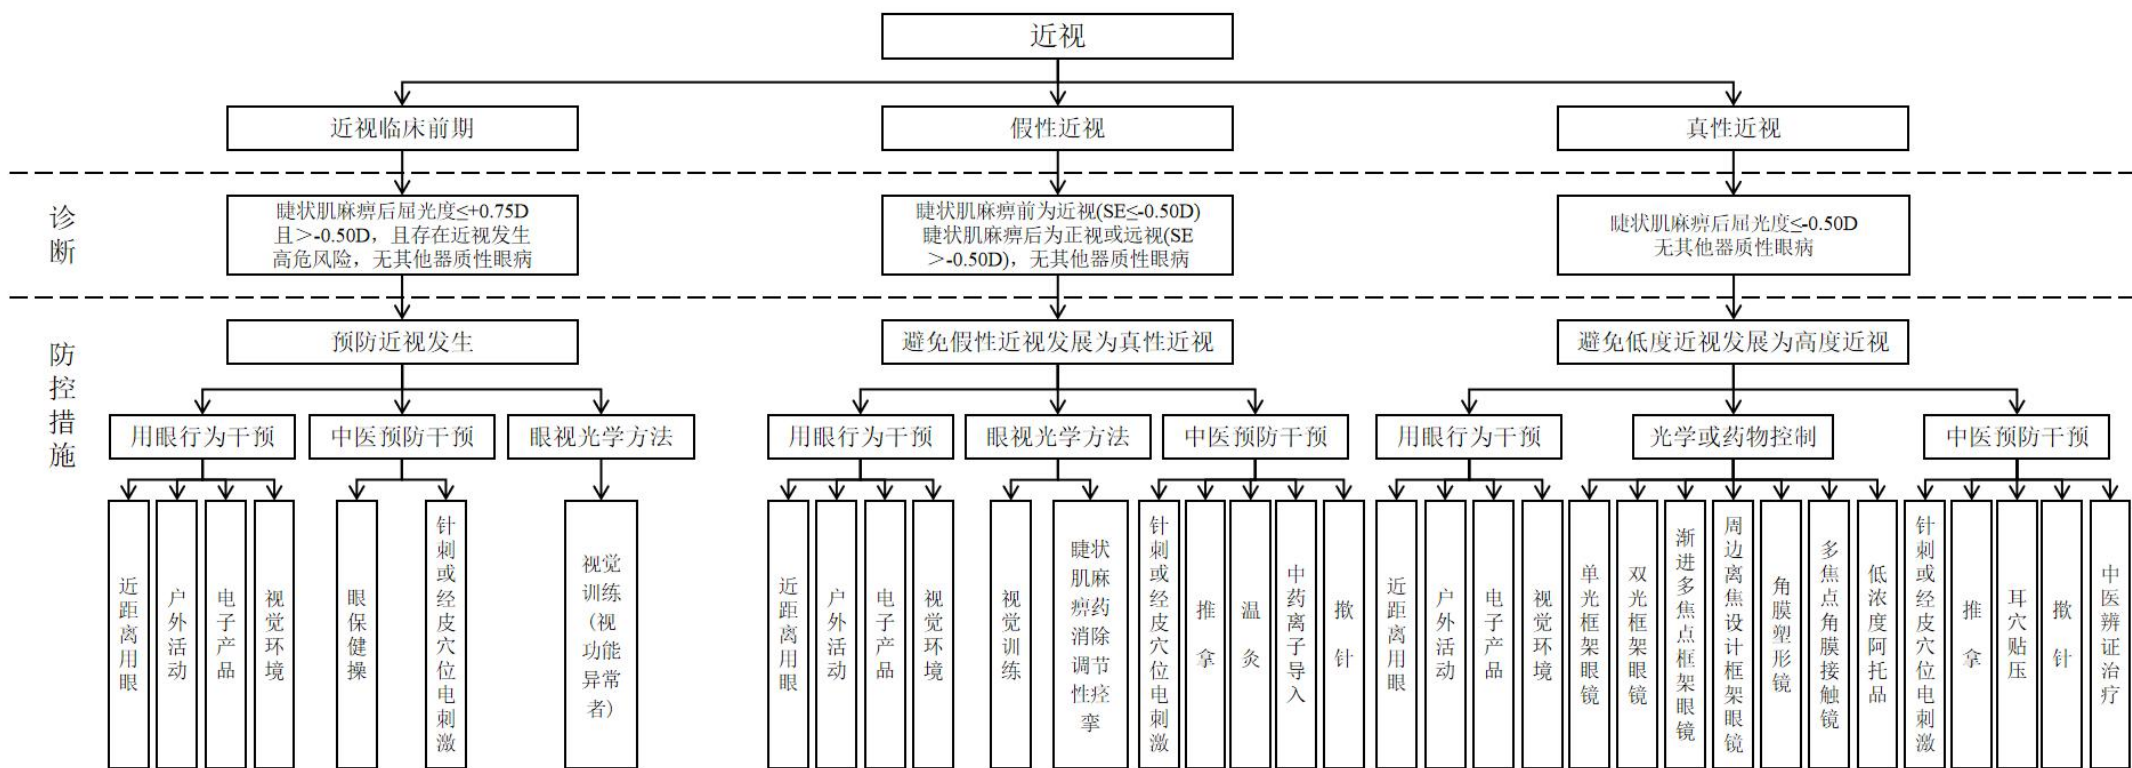 近视
近视临床前期
假性近视
真性近视
诊断
睫状肌麻痹后屈光度≤+0.75D
且＞-0.50D，且存在近视发生
高危风险，无其他器质性眼病
睫状肌麻痹前为近视(SE≤-0.50D)
睫状肌麻痹后为正视或远视(SE
＞-0.50D)，无其他器质性眼病
睫状肌麻痹后屈光度≤-0.50D
无其他器质性眼病
防控措施
预防近视发生
避免假性近视发展为真性近视
避免低度近视发展为高度近视
用眼行为干预
中医预防干预
眼视光学方法
用眼行为干预
眼视光学方法
中医预防干预
用眼行为干预
光学或药物控制
中医预防干预
近距离用眼
户外活动
电子产品
视觉环境
眼保健操
针刺或经皮穴位电刺激
视觉
训练
(视
功能
异常
者)
近距离用眼
户外活动
电子产品
视觉环境
视觉训练
睫状
肌麻
痹药
消除
调节
性痉
挛
针刺或经皮穴位电刺激
推拿
温灸
中药离子导入
揿针
近距离用眼
户外活动
电子产品
视觉环境
单光框架眼镜
双光框架眼镜
渐进多焦点框架眼镜
周边离焦设计框架眼镜
角膜塑形镜
多焦点角膜接触镜
低浓度阿托品
针刺或经皮穴位电刺激
推拿
耳穴贴压
揿针
中医辨证治疗